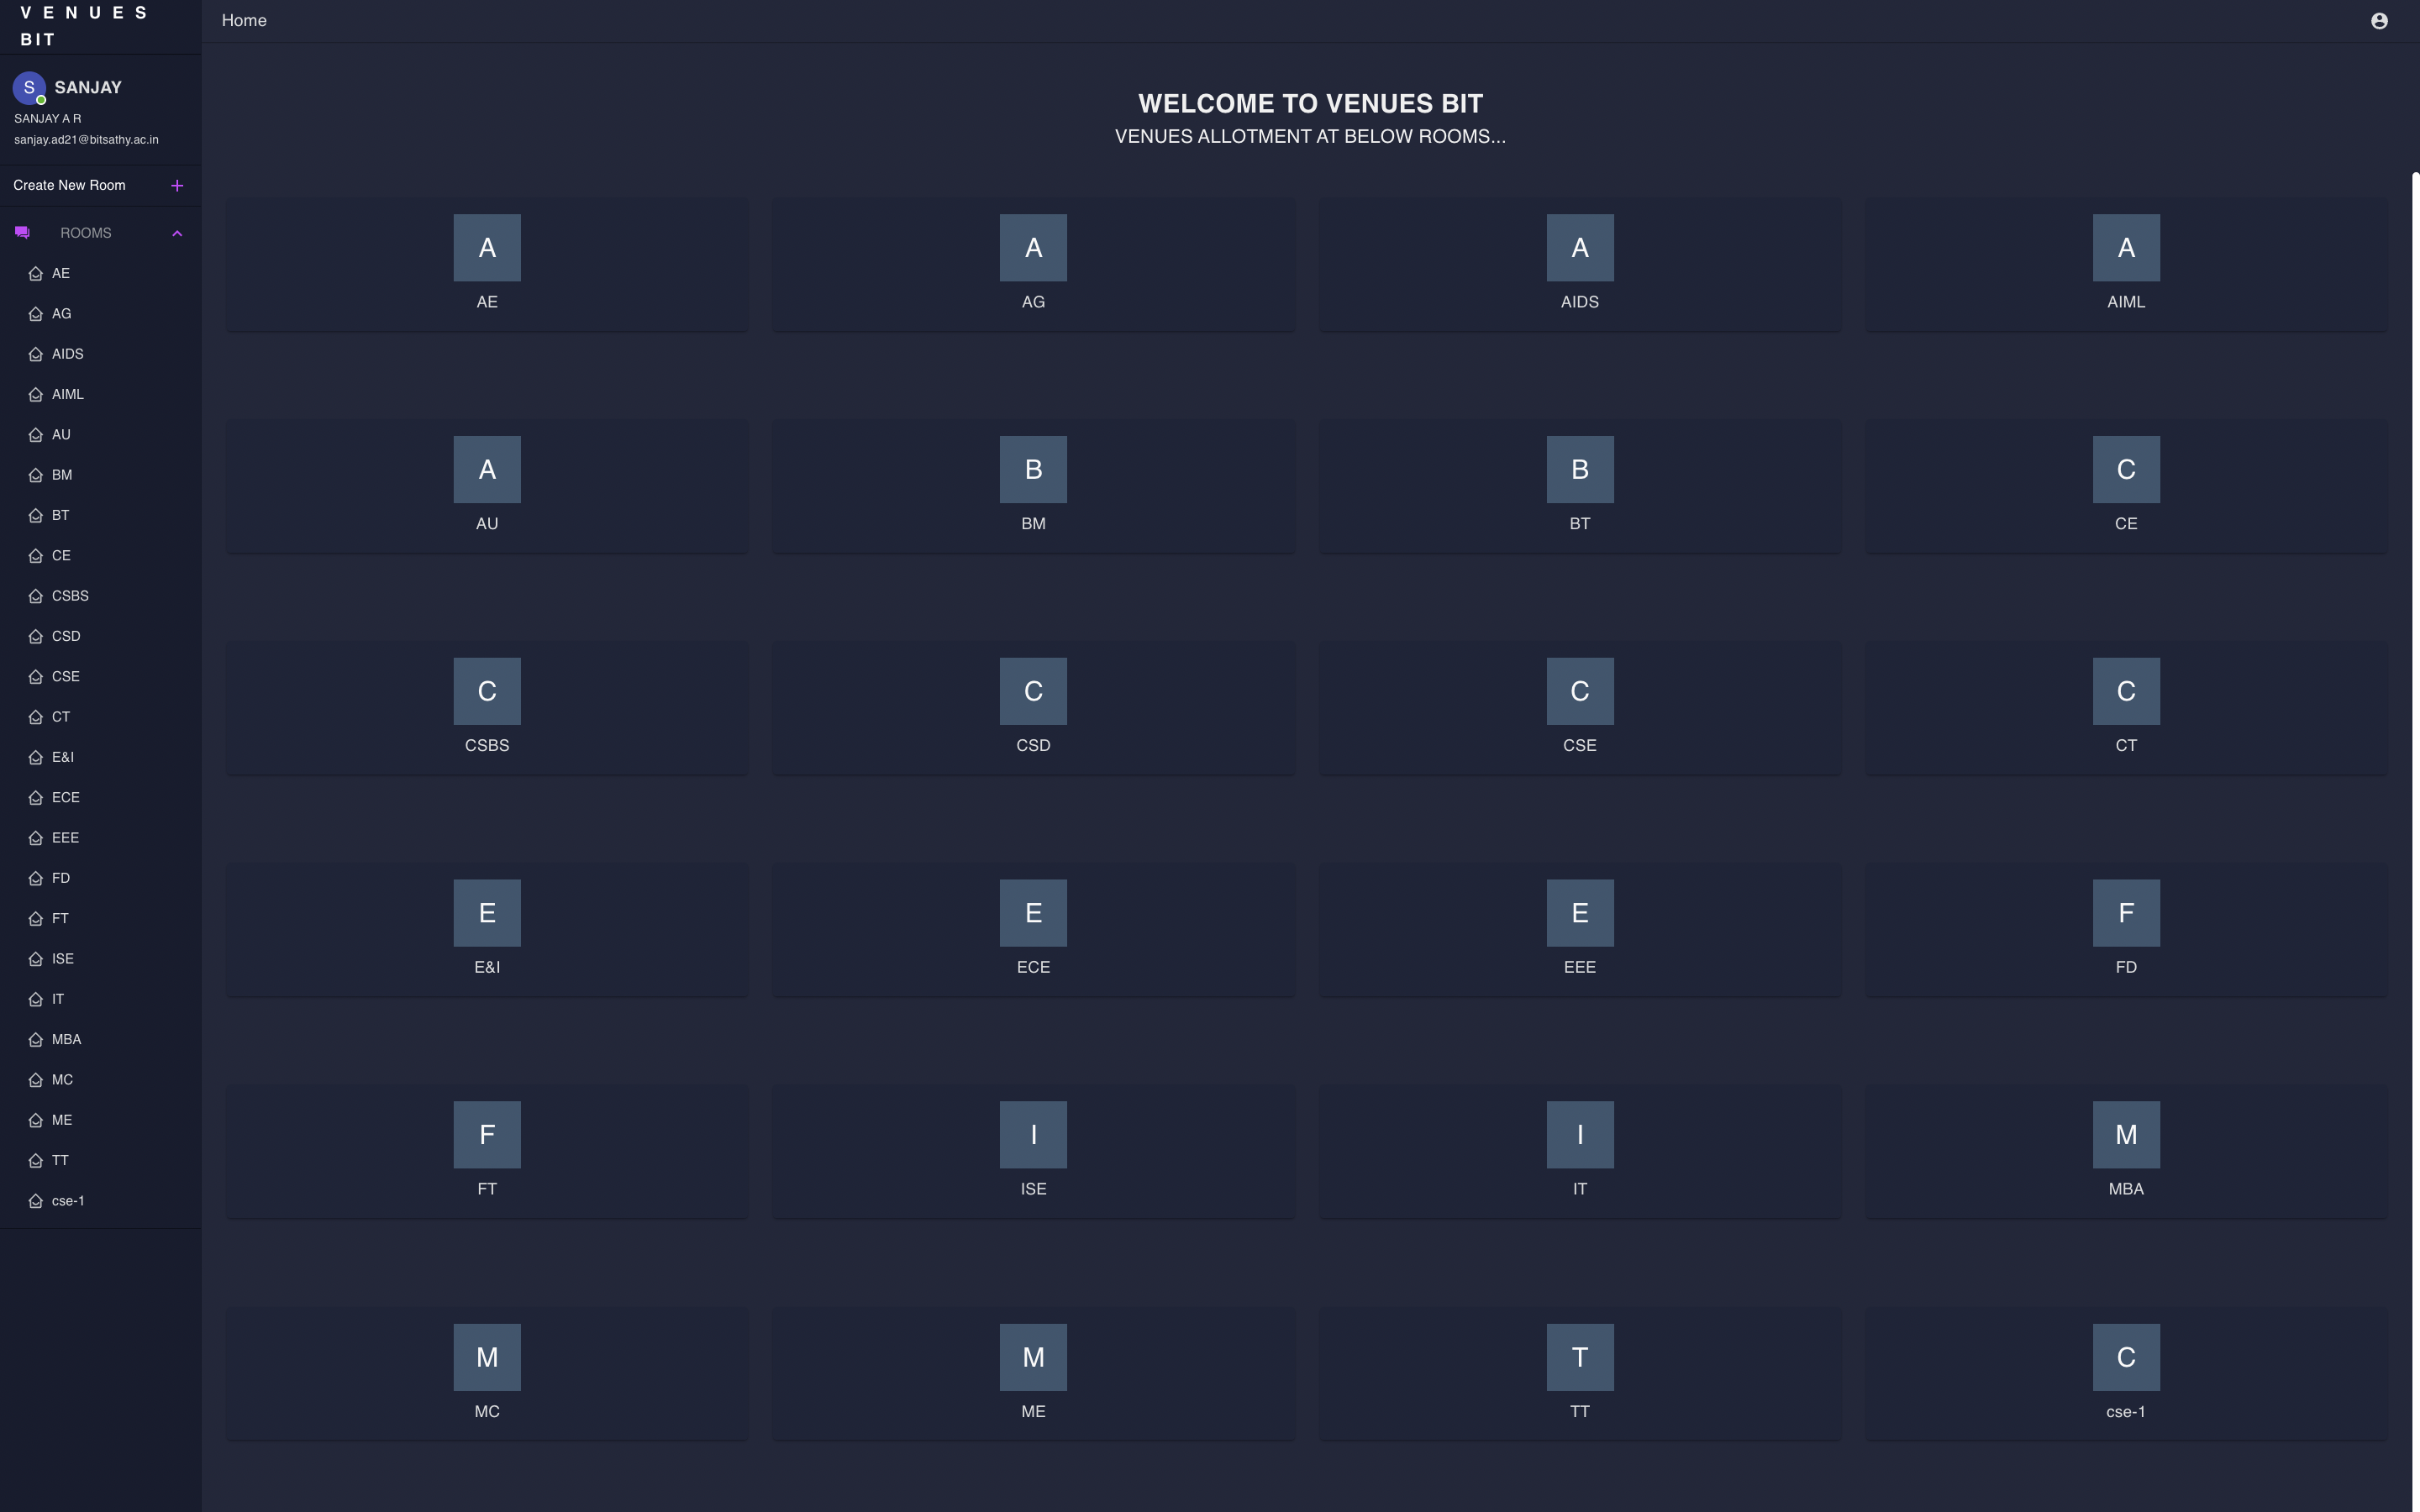 VENUES
BIT
S
SANJAY
SANJAY A R
sanjay.ad21@bitsathy.ac.in
Create New Room
ROOMS
AE
AG
AIDS
AIML
AU
BM
BT
CE
CSBS
CSD
CSE
CT
E&I
ECE
EEE
FD
FT
ISE
IT
MBA
MC
ME
TT
cse-1
Home
WELCOME TO VENUES BIT
VENUES ALLOTMENT AT BELOW ROOMS...
A A A A
AE AG AIDS AIML
A B B C
AU BM BT CE
C C C C
CSBS CSD CSE CT
E E E F
E&I ECE EEE FD
F I I M
FT ISE IT MBA
M M T C
MC ME TT cse-1